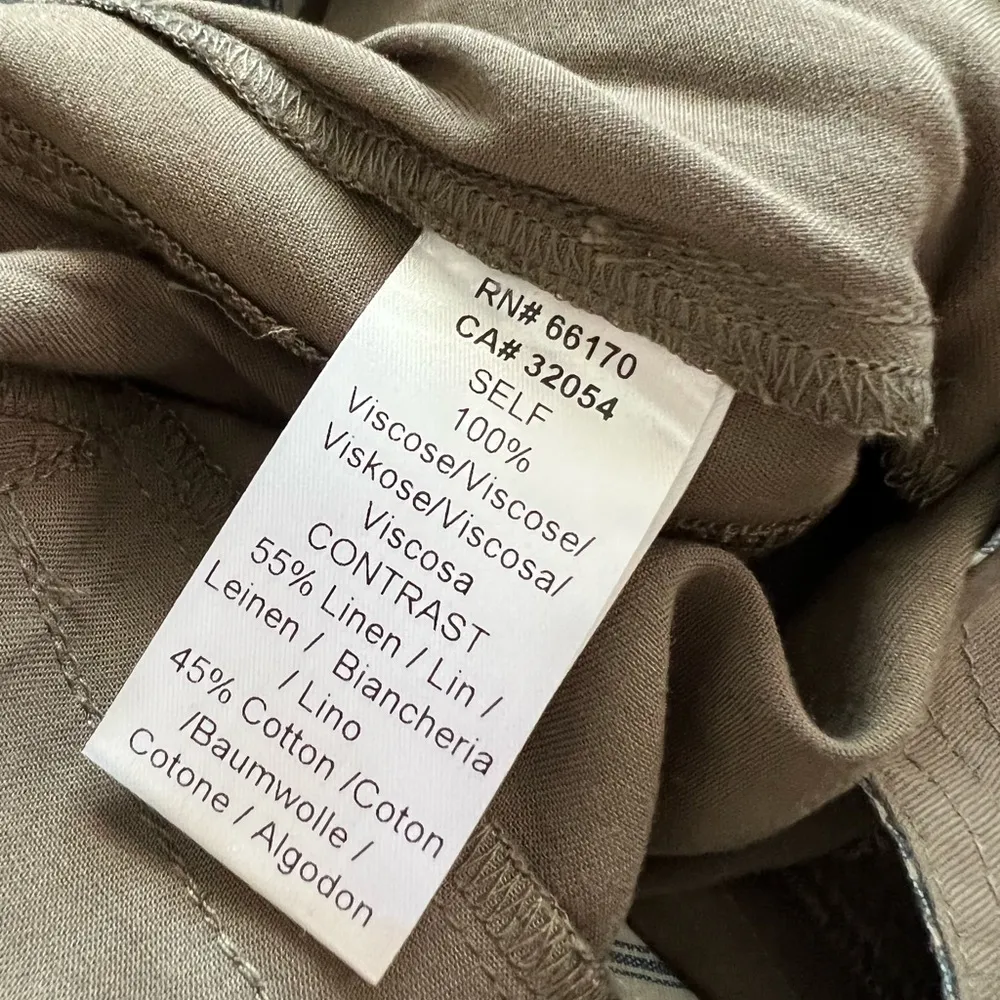 RN# 66170
CA# 32054
SELF
100%
Viscose/Viscose/
Viskose/Viscosa/
Viscosa
CONTRAST
55% Linen / Lin /
Leinen / Biancheria
/ Lino
45% Cotton /Coton
/Baumwolle /
Cotone / Algodon